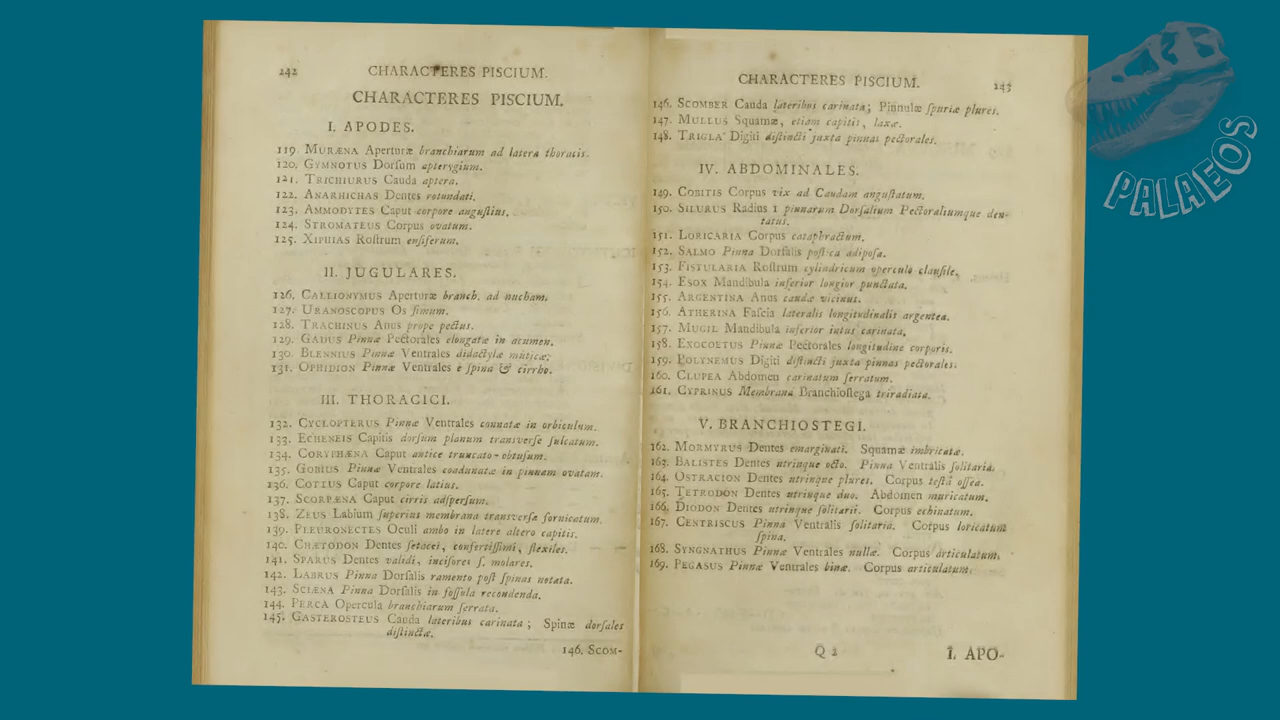 242 CHARACTERES PISCIUM.
CHARACTERES PISCIUM.
I. APODES.
119. MURÆNA Aperturæ branchiarum ad latera thoracis.
120. GYMNOTUS Dorſum apterygium.
121. TRICHIURUS Cauda aptera.
122. ANARHICHAS Dentes rotundati.
123. AMMODYTES Caput corpore anguſtius.
124. STROMATEUS Corpus ovatum.
125. XIPHIAS Roſtrum enſiferum.
II. JUGULARES.
126. CALLIONYMUS Aperturæ branch. ad nucham.
127. URANOSCOPUS Os ſimum.
128. TRACHINUS Anus prope pectus.
129. GADUS Pinnæ Pectorales elongatæ in acumen.
130. BLENNIUS Pinnæ Ventrales didactylæ muticæ.
131. OPHIDION Pinnæ Ventrales e ſpina & cirrho.
III. THORACICI.
132. CYCLOPTERUS Pinnæ Ventrales connatæ in orbiculum.
133. ECHENEIS Capitis dorſum planum transverſe ſulcatum.
134. CORYPHÆNA Caput antice truncato-obtuſum.
135. GOBIUS Pinnæ Ventrales coadunatæ in pinnam ovatam.
136. COTTUS Caput corpore latius.
137. SCORPÆNA Caput cirris adſperſum.
138. ZEUS Labium ſuperius membrana transverſa fornicatum.
139. PLEURONECTES Oculi ambo in latere altero capitis.
140. CHÆTODON Dentes ſetacei, confertiſſimi, flexiles.
141. SPARUS Dentes validi, inciſores ſ. molares.
142. LABRUS Pinna Dorſalis ramento poſt ſpinas notata.
143. SCIÆNA Pinna Dorſalis in foſſula recondenda.
144. PERCA Opercula branchiarum ſerrata.
145. GASTEROSTEUS Cauda lateribus carinata; Spinæ dorſales
diſtinctæ.
146. SCOM-
CHARACTERES PISCIUM. 243
146. SCOMBER Cauda lateribus carinata; Pinnulæ ſpuriæ plures.
147. MULLUS Squamæ, etiam capitis, laxæ.
148. TRIGLA Digiti diſtincti juxta pinnas pectorales.
IV. ABDOMINALES.
149. COBITIS Corpus vix ad Caudam anguſtatum.
150. SILURUS Radius 1 pinnarum Dorſalium Pectoraliumque den-
tatus.
151. LORICARIA Corpus cataphractum.
152. SALMO Pinna Dorſalis poſtica adipoſa.
153. FISTULARIA Roſtrum cylindricum operculo clauſile.
154. ESOX Mandibula inferior longior punctata.
155. ARGENTINA Anus caudæ vicinus.
156. ATHERINA Faſcia lateralis longitudinalis argentea.
157. MUGIL Mandibula inferior intus carinata.
158. EXOCOETUS Pinnæ Pectorales longitudine corporis.
159. POLYNEMUS Digiti diſtincti juxta pinnas pectorales.
160. CLUPEA Abdomen carinatum ſerratum.
161. CYPRINUS Membrana Branchioſtega triradiata.
V. BRANCHIOSTEGI.
162. MORMYRUS Dentes emarginati. Squamæ imbricatæ.
163. BALISTES Dentes utrinque octo. Pinna Ventralis ſolitaria.
164. OSTRACION Dentes utrinque plures. Corpus teſtâ oſſea.
165. TETRODON Dentes utrinque duo. Abdomen muricatum.
166. DIODON Dentes utrinque ſolitarii. Corpus echinatum.
167. CENTRISCUS Pinna Ventralis ſolitaria. Corpus loricatum
ſpina.
168. SYNGNATHUS Pinnæ Ventrales nullæ. Corpus articulatum.
169. PEGASUS Pinnæ Ventrales binæ. Corpus articulatum.
Q 2 I. APO-
PALAEOS